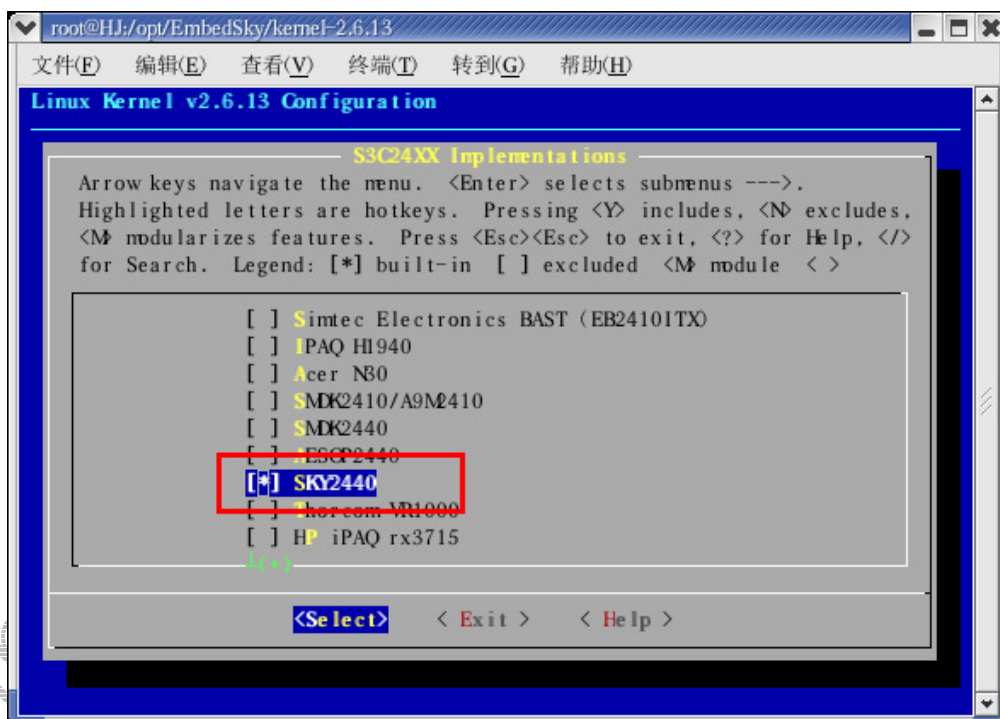 root@HJ:/opt/EmbedSky/kernel-2.6.13
文件(F) 编辑(E) 查看(V) 终端(T) 转到(G) 帮助(H)
Linux Kernel v2.6.13 Configuration
S3C24XX Implementations
Arrow keys navigate the menu. <Enter> selects submenus --->.
Highlighted letters are hotkeys. Pressing <Y> includes, <N> excludes,
<M> modularizes features. Press <Esc><Esc> to exit, <?> for Help, </>
for Search. Legend: [*] built-in [ ] excluded <M> module < >
[ ] Simtec Electronics BAST (EB2410ITX)
[ ] IPAQ H1940
[ ] Acer N30
[ ] SMDK2410/A9M2410
[ ] SMDK2440
[ ] AESOP2440
[*] SKY2440
[ ] Thorcom VR1000
[ ] HP iPAQ rx3715
┴(+)
<Select> < Exit > < Help >